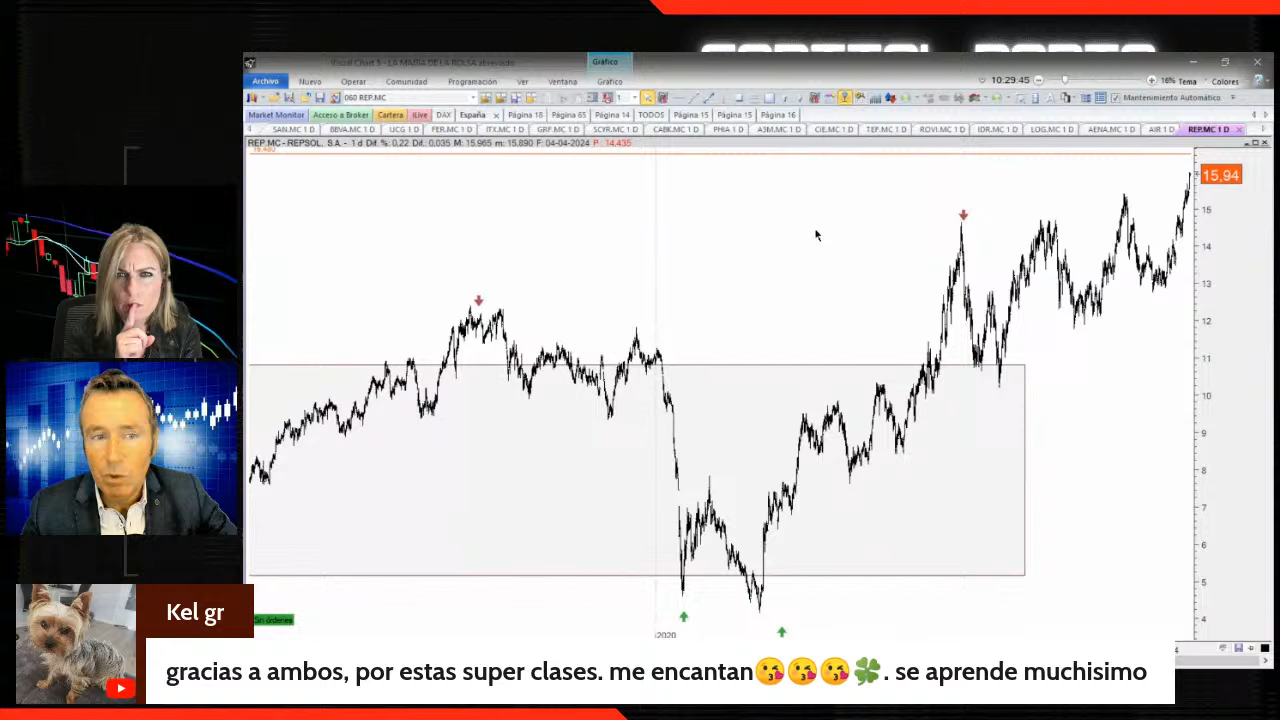 CAPITAL RADIO
Visual Chart 5 - LA MAGIA DE LA BOLSA abreviado
Gráfico
Archivo Nuevo Operar Comunidad Programación Ver Ventana Gráfico
10:29:45 16% Tema Colores
060 REP.MC 1 Mantenimiento Automático
Market Monitor Acceso a Broker Cartera iLive DAX España Página 18 Página 65 Página 14 TODOS Página 15 Página 15 Página 16
SAN.MC 1 D BBVA.MC 1 D UCG 1 D FER.MC 1 D ITX.MC 1 D GRF.MC 1 D SCYR.MC 1 D CABK.MC 1 D PHIA 1 D A3M.MC 1 D CIE.MC 1 D TEF.MC 1 D ROVI.MC 1 D IDR.MC 1 D LOG.MC 1 D AENA.MC 1 D AIR 1 D REP.MC 1 D
REP.MC - REPSOL, S.A. - 1 d Dif. %: 0,22 Dif.: 0,035 M: 15.965 m: 15.890 F: 04-04-2024 P: 14,435
15,94
15
14
13
12
11
10
9
8
7
6
5
4
Sin órdenes
2020
Kel gr
gracias a ambos, por estas super clases. me encantan😘😘😘🍀. se aprende muchisimo